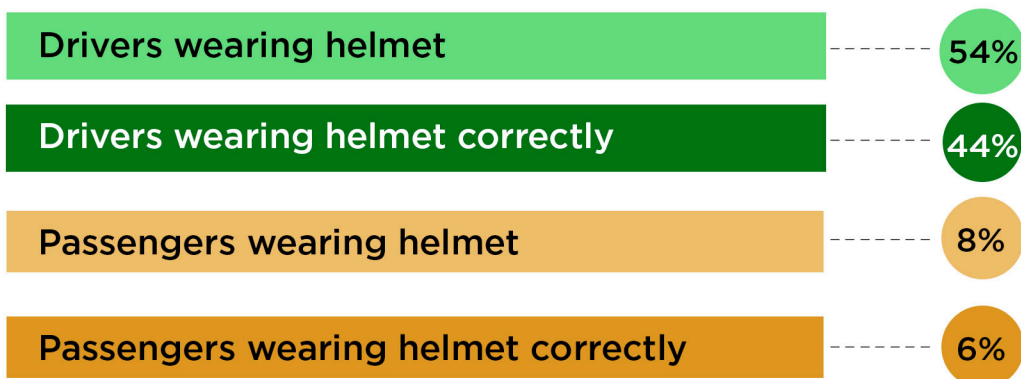 Drivers wearing helmet 54%
Drivers wearing helmet correctly 44%
Passengers wearing helmet 8%
Passengers wearing helmet correctly 6%